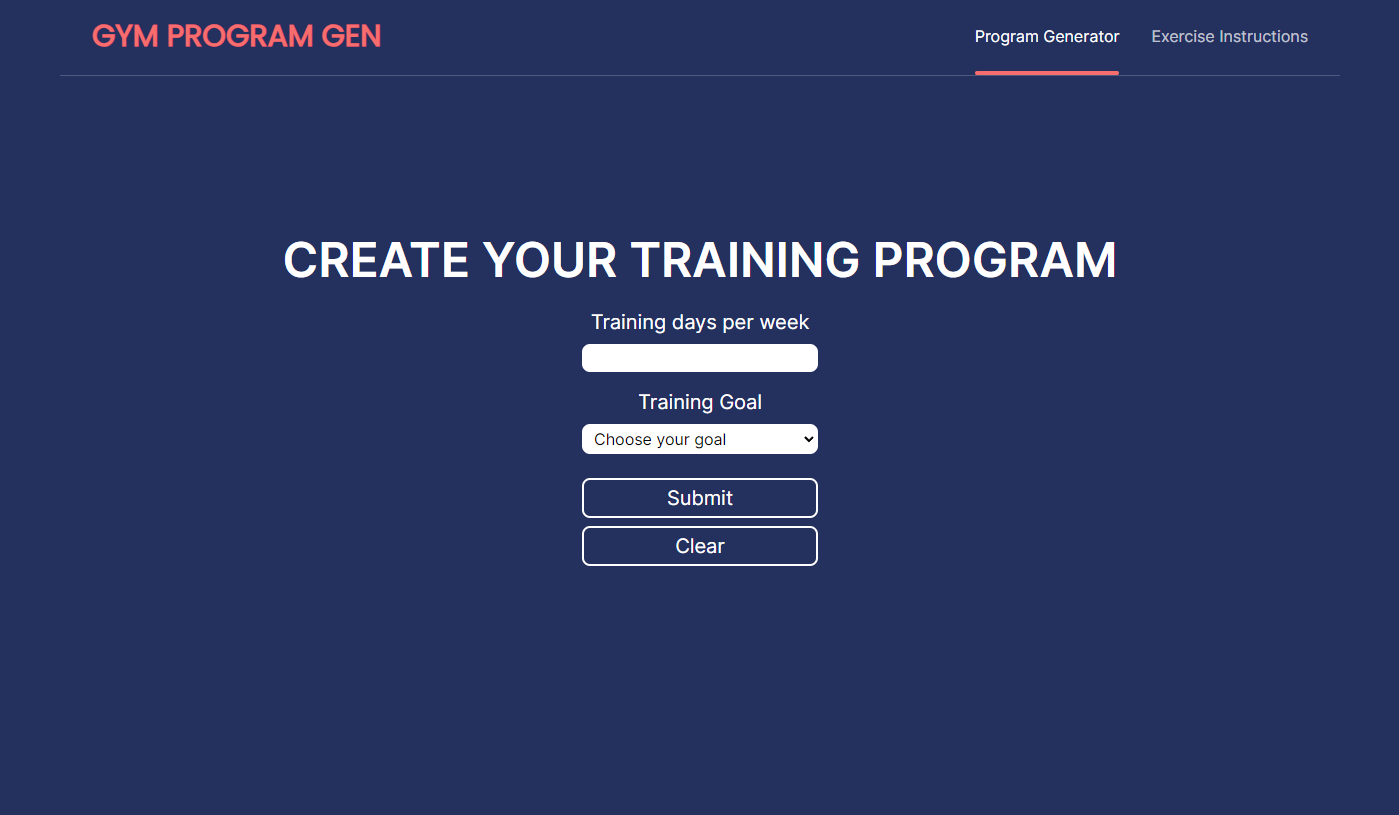 GYM PROGRAM GEN
Program Generator
Exercise Instructions
CREATE YOUR TRAINING PROGRAM
Training days per week
Training Goal
Choose your goal
Submit
Clear